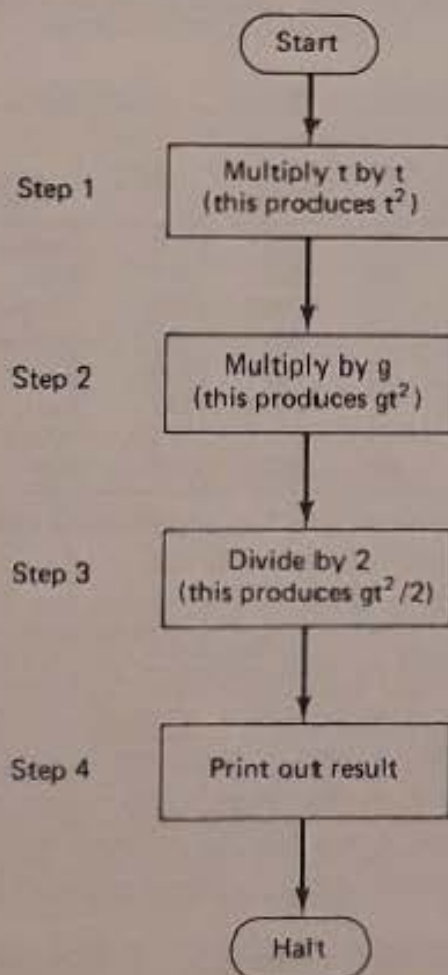 Start
Step 1
Multiply t by t
(this produces t²)
Step 2
Multiply by g
(this produces gt²)
Step 3
Divide by 2
(this produces gt²/2)
Step 4
Print out result
Halt